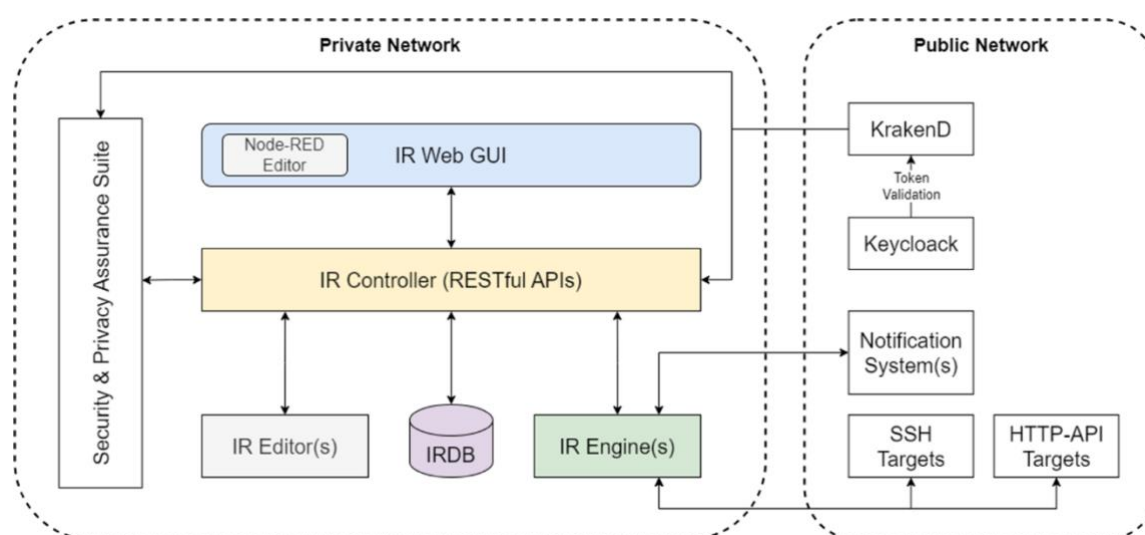 Private Network
Public Network
Security & Privacy Assurance Suite
Node-RED
Editor
IR Web GUI
KrakenD
Token
Validation
Keycloack
IR Controller (RESTful APIs)
Notification
System(s)
IR Editor(s)
IRDB
IR Engine(s)
SSH
Targets
HTTP-API
Targets